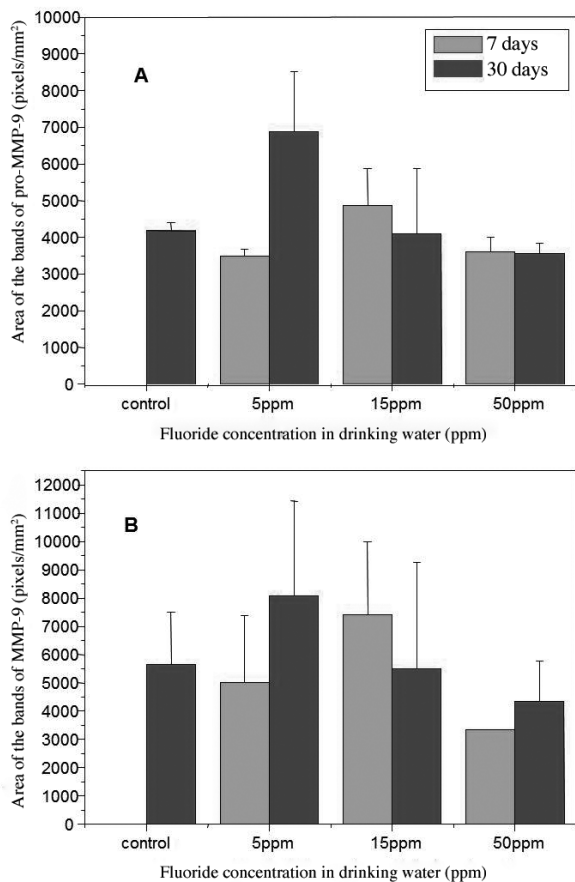 10000
9000
8000
7000
6000
5000
4000
3000
2000
1000
0
Area of the bands of pro-MMP-9 (pixels/mm²)
A
7 days
30 days
control 5ppm 15ppm 50ppm
Fluoride concentration in drinking water (ppm)
12000
11000
10000
9000
8000
7000
6000
5000
4000
3000
2000
1000
0
Area of the bands of MMP-9 (pixels/mm²)
B
control 5ppm 15ppm 50ppm
Fluoride concentration in drinking water (ppm)